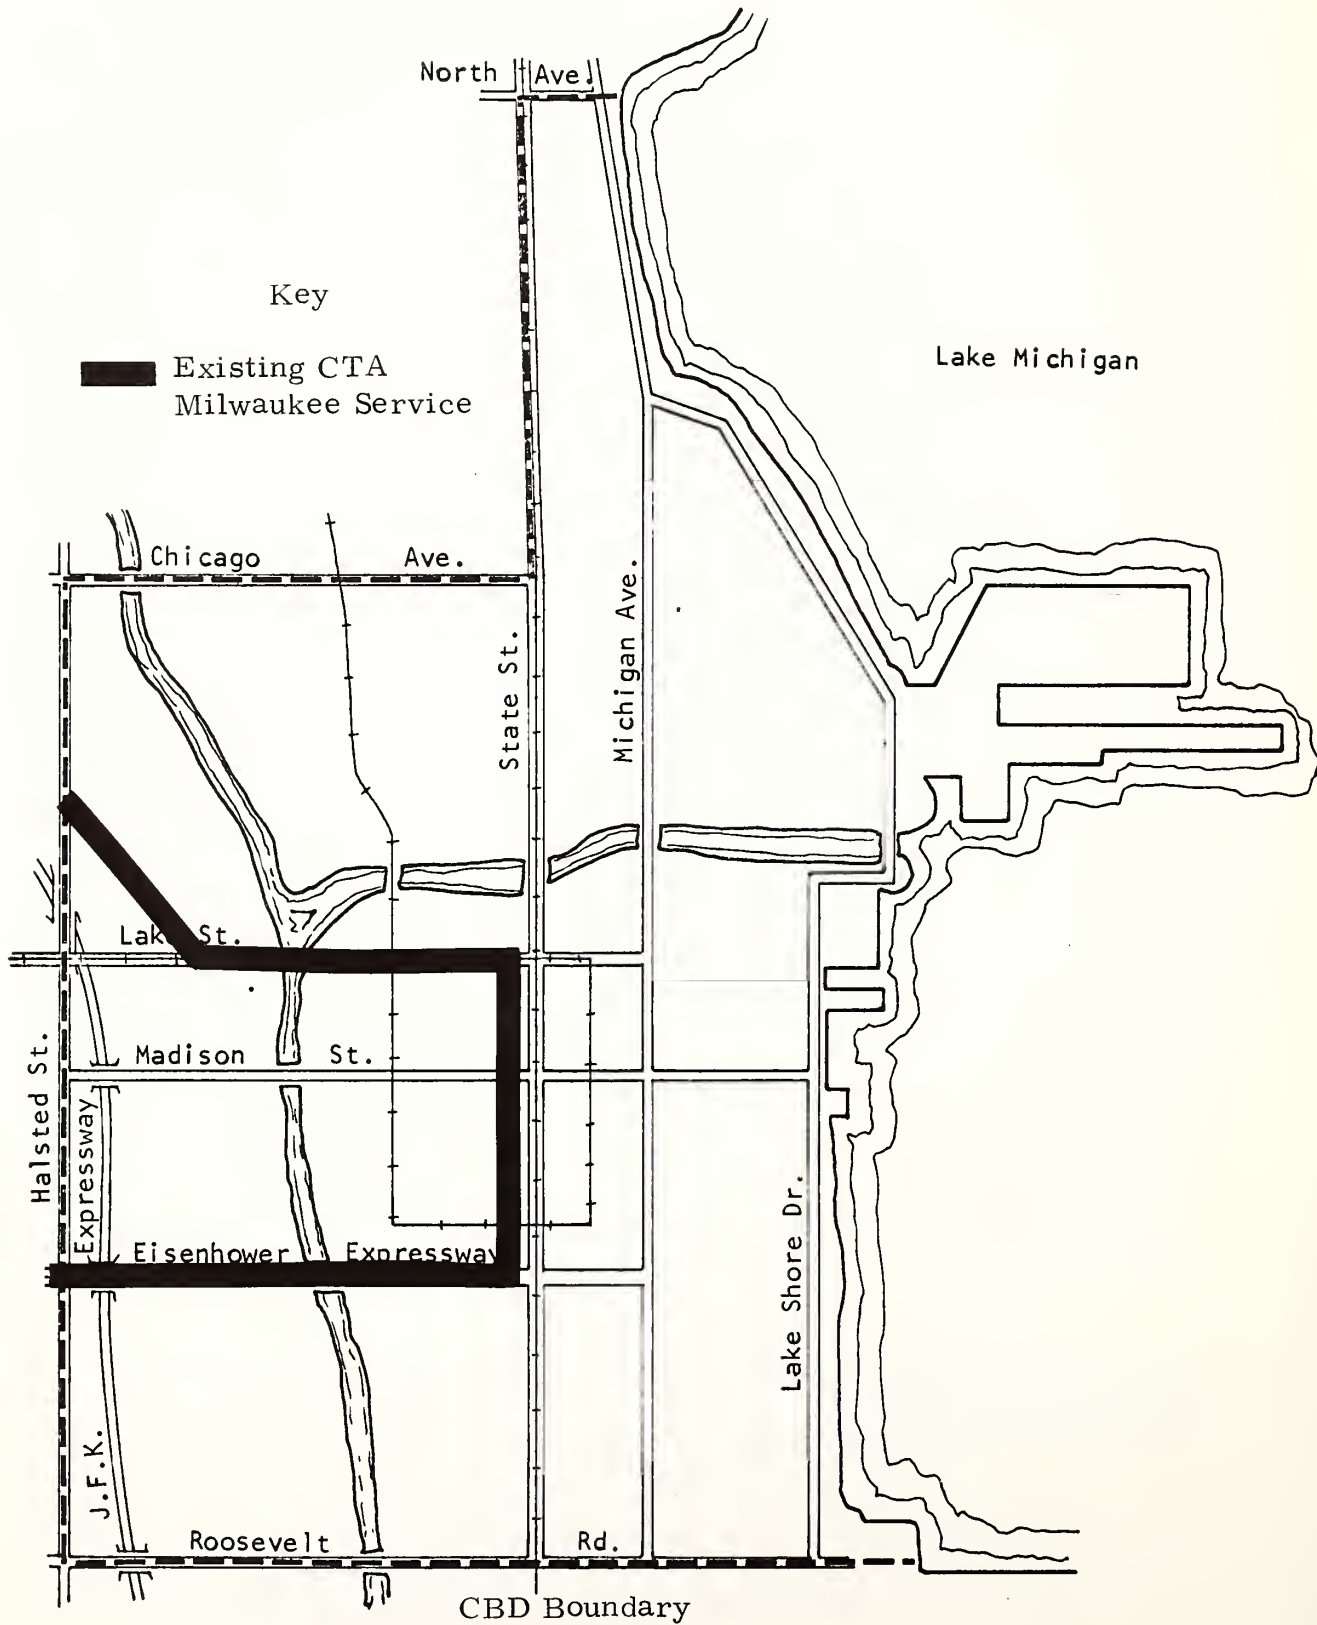 North Ave.
Key
Existing CTA
Milwaukee Service
Lake Michigan
Chicago Ave.
State St.
Michigan Ave.
Lake St.
Madison St.
Halsted St.
Expressway
Eisenhower Expressway
Lake Shore Dr.
J.F.K.
Roosevelt Rd.
CBD Boundary